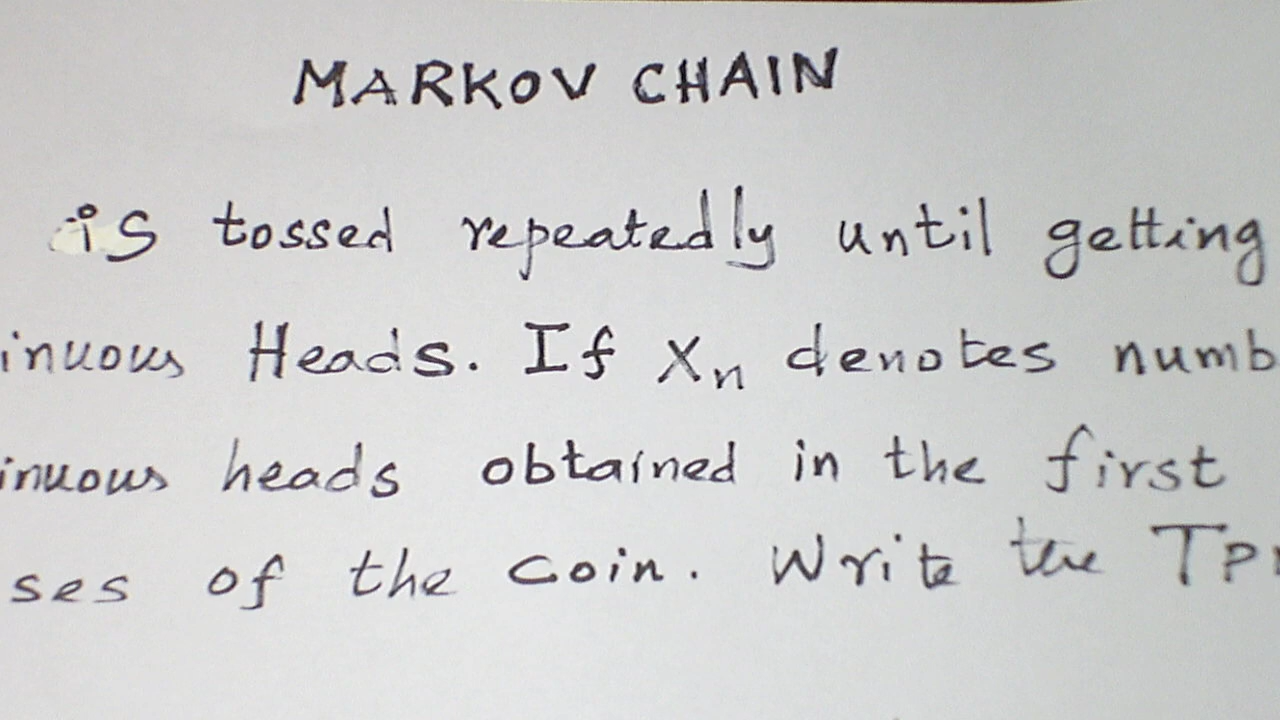 MARKOV CHAIN
is tossed repeatedly until getting
inuous Heads. If Xn denotes numb
inuous heads obtained in the first
ses of the coin. Write the TP